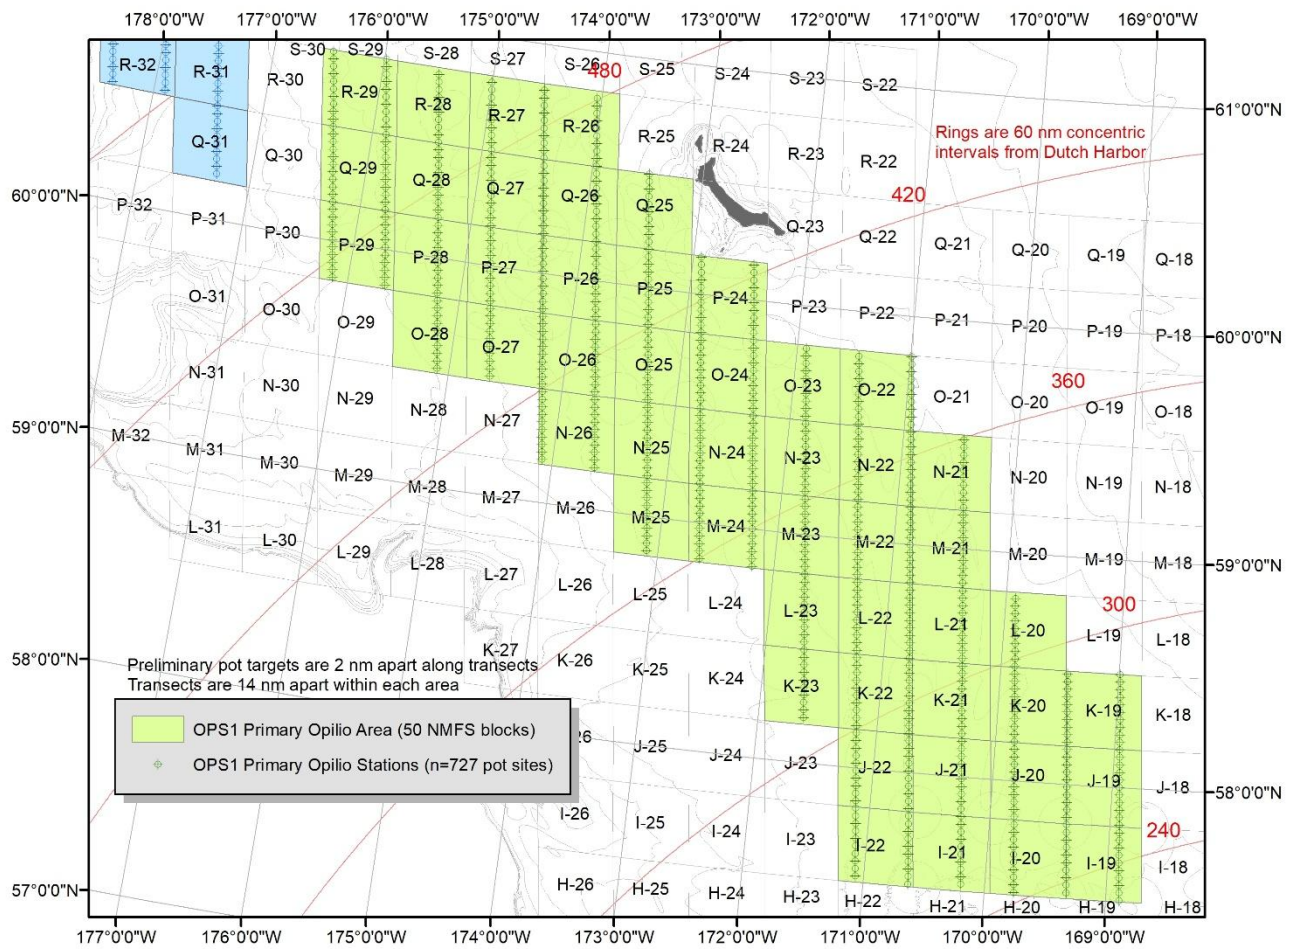 178°0'0"W 177°0'0"W 176°0'0"W 175°0'0"W 174°0'0"W 173°0'0"W 172°0'0"W 171°0'0"W 170°0'0"W 169°0'0"W
S-30 S-29 S-28 S-27 S-26 S-25 S-24 S-23 S-22
480
R-32 R-31 R-30 R-29 R-28 R-27 R-26 R-25 R-24 R-23 R-22
61°0'0"N
Rings are 60 nm concentric
intervals from Dutch Harbor
Q-31 Q-30 Q-29 Q-28 Q-27 Q-26 Q-25 Q-23 Q-22 Q-21 Q-20 Q-19 Q-18
60°0'0"N
420
P-32 P-31 P-30 P-29 P-28 P-27 P-26 P-25 P-24 P-23 P-22 P-21 P-20 P-19 P-18
60°0'0"N
O-31 O-30 O-29 O-28 O-27 O-26 O-25 O-24 O-23 O-22 O-21 O-20 O-19 O-18
360
N-31 N-30 N-29 N-28 N-27 N-26 N-25 N-24 N-23 N-22 N-21 N-20 N-19 N-18
59°0'0"N
M-32 M-31 M-30 M-29 M-28 M-27 M-26 M-25 M-24 M-23 M-22 M-21 M-20 M-19 M-18
59°0'0"N
L-31 L-30 L-29 L-28 L-27 L-26 L-25 L-24 L-23 L-22 L-21 L-20 L-19 L-18
300
58°0'0"N
K-27 K-26 K-25 K-24 K-23 K-22 K-21 K-20 K-19 K-18
Preliminary pot targets are 2 nm apart along transects
Transects are 14 nm apart within each area
OPS1 Primary Opilio Area (50 NMFS blocks)
OPS1 Primary Opilio Stations (n=727 pot sites)
J-25 J-24 J-23 J-22 J-21 J-20 J-19 J-18
58°0'0"N
I-26 I-25 I-24 I-23 I-22 I-21 I-20 I-19 I-18
240
57°0'0"N
H-26 H-25 H-24 H-23 H-22 H-21 H-20 H-19 H-18
177°0'0"W 176°0'0"W 175°0'0"W 174°0'0"W 173°0'0"W 172°0'0"W 171°0'0"W 170°0'0"W 169°0'0"W